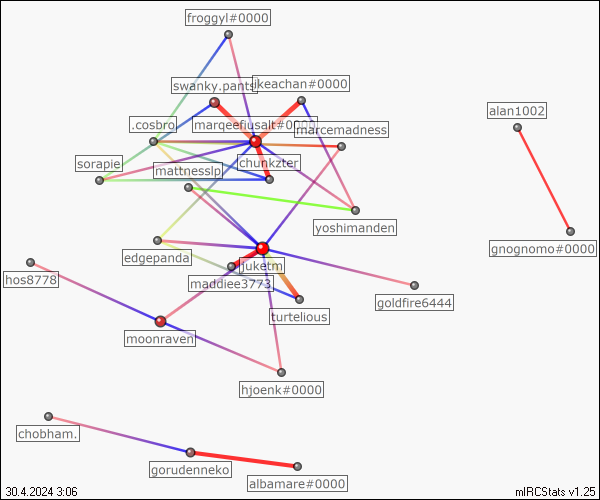 froggyl#0000
swanky.pants
ikeachan#0000
alan1002
.cosbro
marqeefiusalt#0000
marcemadness
sorapie
mattnesslp
chunkzter
yoshimanden
gnognomo#0000
edgepanda
juketm
hos8778
maddiee3773
goldfire6444
turtelious
moonraven
hjoenk#0000
chobham.
gorudenneko
albamare#0000
30.4.2024 3:06
mIRCStats v1.25